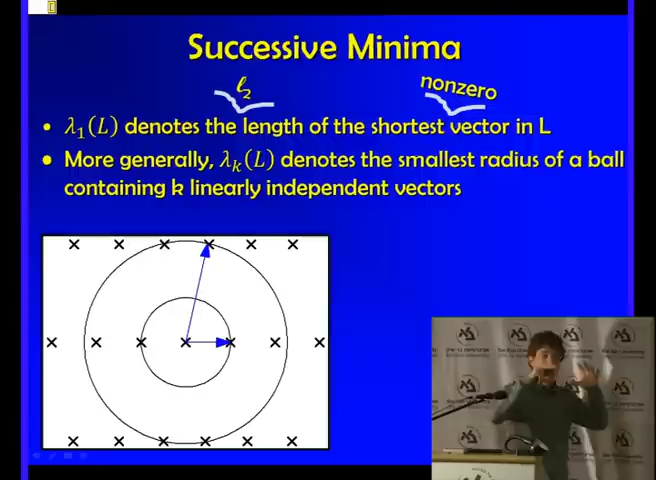 Successive Minima
ℓ₂ nonzero
• λ₁(L) denotes the length of the shortest vector in L
• More generally, λₖ(L) denotes the smallest radius of a ball
containing k linearly independent vectors